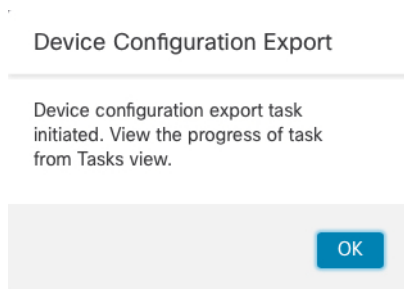 Device Configuration Export
Device configuration export task
initiated. View the progress of task
from Tasks view.
OK